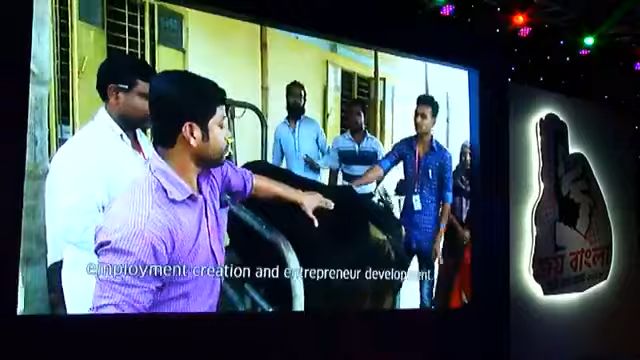 employment creation and entrepreneur development.
জয় বাংলা